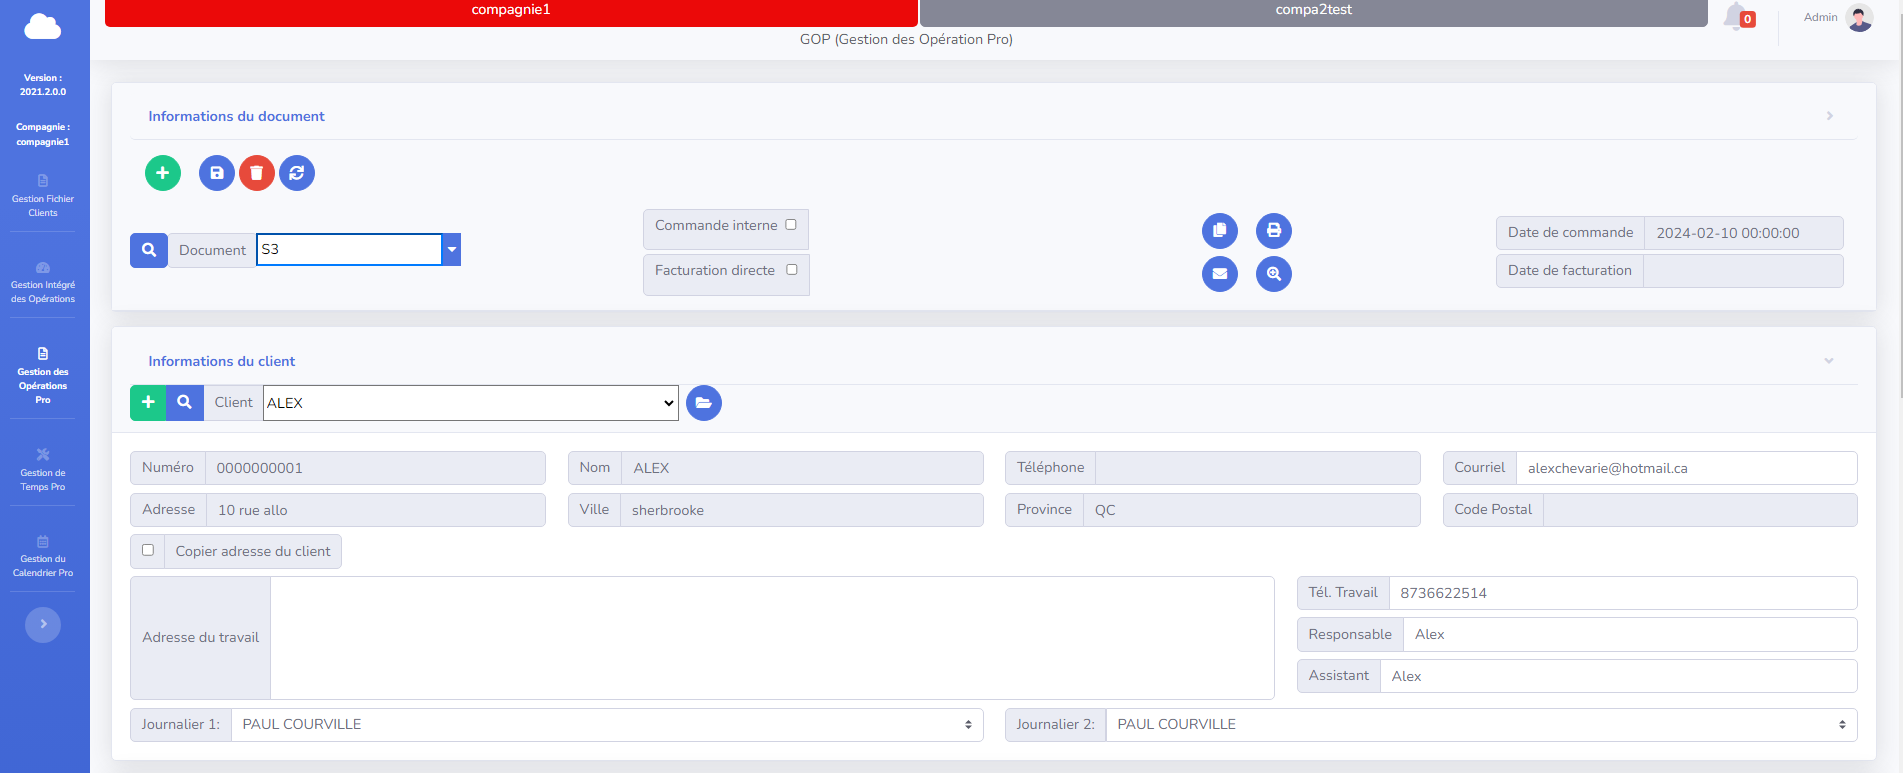 compagnie1
compa2test
GOP (Gestion des Opération Pro)
0
Admin
Version :
2021.2.0.0
Compagnie :
compagnie1
Gestion Fichier
Clients
Gestion Intégré
des Opérations
Gestion des
Opérations
Pro
Gestion de
Temps Pro
Gestion du
Calendrier Pro
Informations du document
Document S3
Commande interne
Facturation directe
Date de commande 2024-02-10 00:00:00
Date de facturation
Informations du client
Client ALEX
Numéro 0000000001
Nom ALEX
Téléphone
Courriel alexchevarie@hotmail.ca
Adresse 10 rue allo
Ville sherbrooke
Province QC
Code Postal
Copier adresse du client
Adresse du travail
Tél. Travail 8736622514
Responsable Alex
Assistant Alex
Journalier 1: PAUL COURVILLE
Journalier 2: PAUL COURVILLE